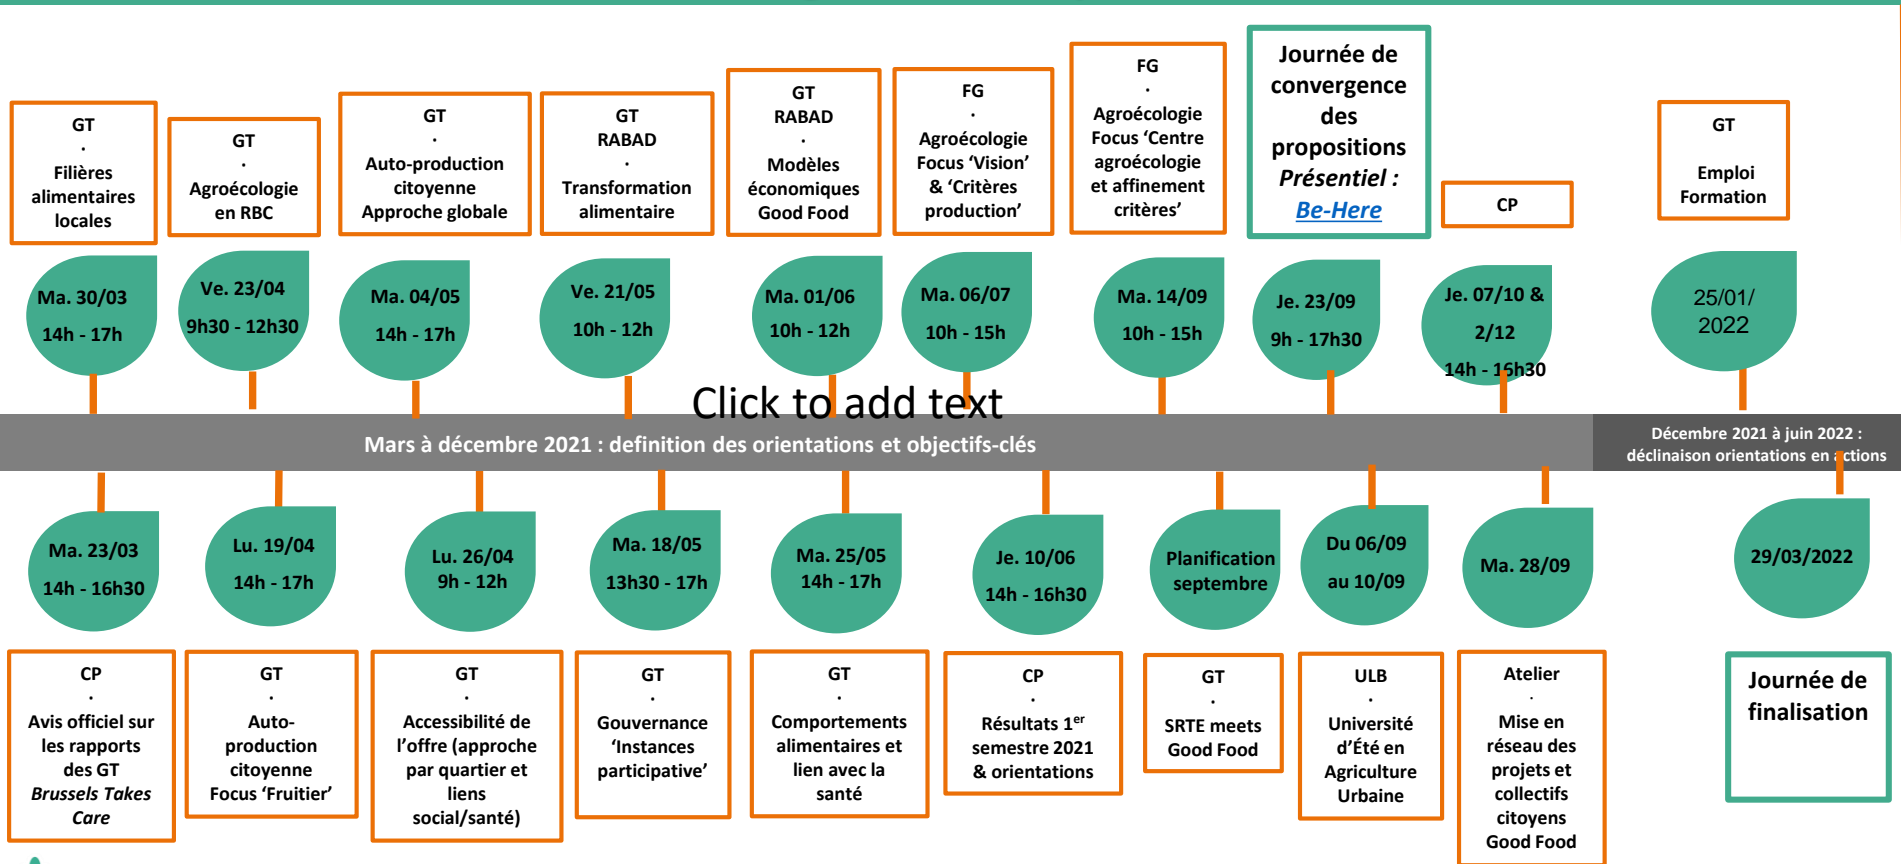 GT
·
Filières
alimentaires
locales
GT
·
Agroécologie
en RBC
GT
·
Auto-production
citoyenne
Approche globale
GT
RABAD
·
Transformation
alimentaire
GT
RABAD
·
Modèles
économiques
Good Food
FG
·
Agroécologie
Focus ‘Vision’
& ‘Critères
production’
FG
·
Agroécologie
Focus ‘Centre
agroécologie
et affinement
critères’
Journée de
convergence
des
propositions
Présentiel :
Be-Here
CP
GT
Emploi
Formation
Ma. 30/03
14h - 17h
Ve. 23/04
9h30 - 12h30
Ma. 04/05
14h - 17h
Ve. 21/05
10h - 12h
Ma. 01/06
10h - 12h
Ma. 06/07
10h - 15h
Ma. 14/09
10h - 15h
Je. 23/09
9h - 17h30
Je. 07/10 &
2/12
14h - 16h30
25/01/
2022
Click to add text
Mars à décembre 2021 : definition des orientations et objectifs-clés
Décembre 2021 à juin 2022 :
déclinaison orientations en actions
Ma. 23/03
14h - 16h30
Lu. 19/04
14h - 17h
Lu. 26/04
9h - 12h
Ma. 18/05
13h30 - 17h
Ma. 25/05
14h - 17h
Je. 10/06
14h - 16h30
Planification
septembre
Du 06/09
au 10/09
Ma. 28/09
29/03/2022
CP
·
Avis officiel sur
les rapports
des GT
Brussels Takes
Care
GT
·
Auto-
production
citoyenne
Focus ‘Fruitier’
GT
·
Accessibilité de
l’offre (approche
par quartier et
liens
social/santé)
GT
·
Gouvernance
‘Instances
participative’
GT
·
Comportements
alimentaires et
lien avec la
santé
CP
·
Résultats 1er
semestre 2021
& orientations
GT
·
SRTE meets
Good Food
ULB
·
Université
d’Été en
Agriculture
Urbaine
Atelier
·
Mise en
réseau des
projets et
collectifs
citoyens
Good Food
Journée de
finalisation